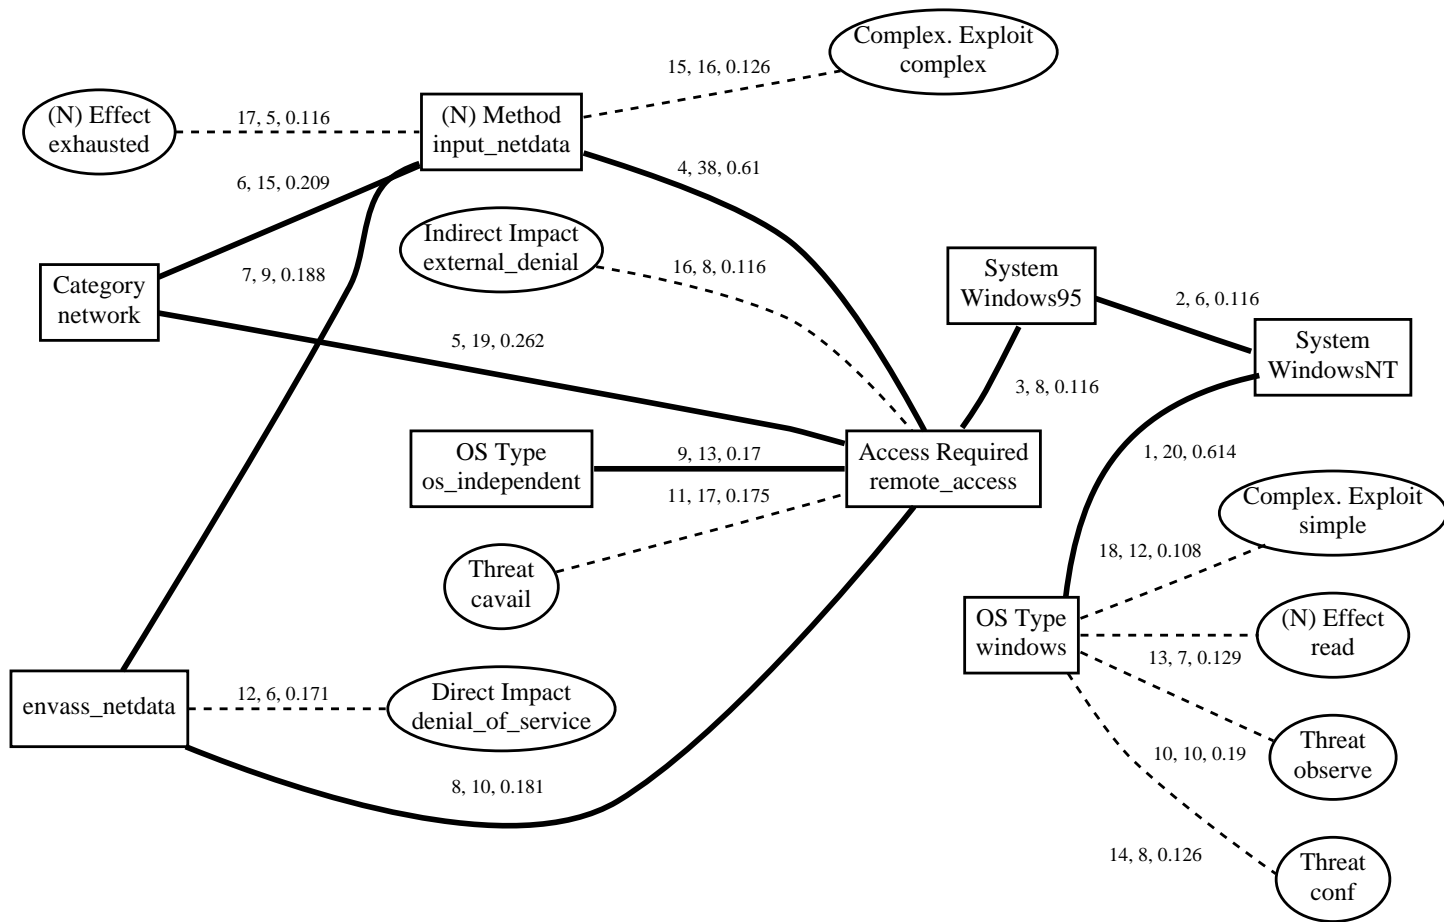 Complex. Exploit
complex
15, 16, 0.126
(N) Effect
exhausted
17, 5, 0.116
(N) Method
input_netdata
6, 15, 0.209
4, 38, 0.61
Indirect Impact
external_denial
7, 9, 0.188
16, 8, 0.116
Category
network
System
Windows95
2, 6, 0.116
System
WindowsNT
5, 19, 0.262
3, 8, 0.116
OS Type
os_independent
9, 13, 0.17
Access Required
remote_access
1, 20, 0.614
11, 17, 0.175
Complex. Exploit
simple
18, 12, 0.108
Threat
cavail
OS Type
windows
(N) Effect
read
13, 7, 0.129
envass_netdata
12, 6, 0.171
Direct Impact
denial_of_service
10, 10, 0.19
Threat
observe
8, 10, 0.181
14, 8, 0.126
Threat
conf